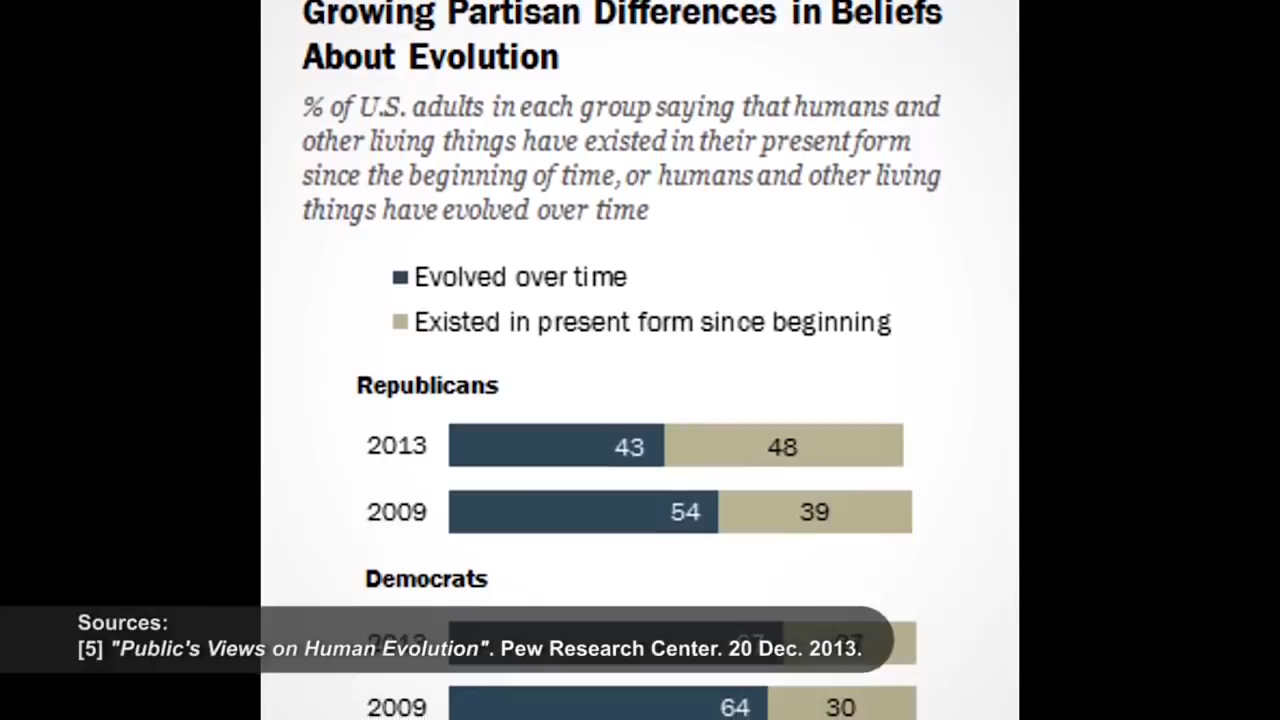 Growing Partisan Differences in Beliefs
About Evolution
% of U.S. adults in each group saying that humans and
other living things have existed in their present form
since the beginning of time, or humans and other living
things have evolved over time
Evolved over time
Existed in present form since beginning
Republicans
2013 43 48
2009 54 39
Democrats
Sources:
2013 67 27
[5] "Public's Views on Human Evolution". Pew Research Center. 20 Dec. 2013.
2009 64 30